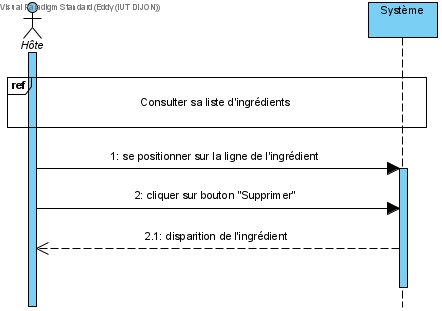 Visual Paradigm Standard (Eddy (IUT DIJON))
Système
Hôte
ref
Consulter sa liste d'ingrédients
1: se positionner sur la ligne de l'ingrédient
2: cliquer sur bouton "Supprimer"
2.1: disparition de l'ingrédient